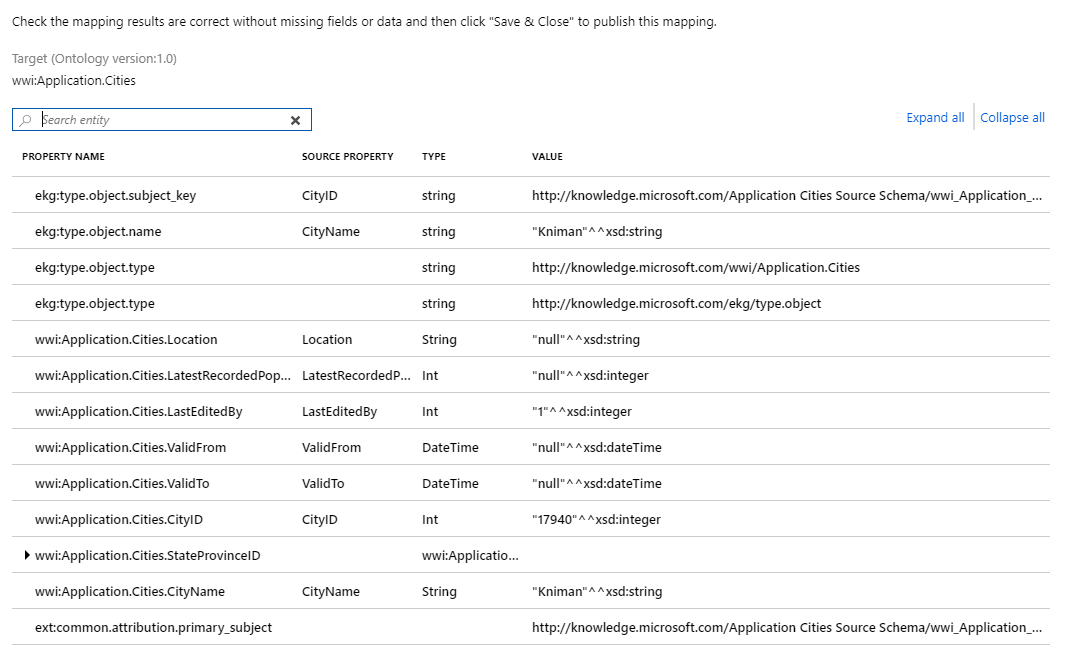 Check the mapping results are correct without missing fields or data and then click "Save & Close" to publish this mapping.
Target (Ontology version:1.0)
wwi:Application.Cities
Search entity
Expand all Collapse all
PROPERTY NAME SOURCE PROPERTY TYPE VALUE
ekg:type.object.subject_key CityID string http://knowledge.microsoft.com/Application Cities Source Schema/wwi_Application_...
ekg:type.object.name CityName string "Kniman"^^xsd:string
ekg:type.object.type string http://knowledge.microsoft.com/wwi/Application.Cities
ekg:type.object.type string http://knowledge.microsoft.com/ekg/type.object
wwi:Application.Cities.Location Location String "null"^^xsd:string
wwi:Application.Cities.LatestRecordedPop... LatestRecordedP... Int "null"^^xsd:integer
wwi:Application.Cities.LastEditedBy LastEditedBy Int "1"^^xsd:integer
wwi:Application.Cities.ValidFrom ValidFrom DateTime "null"^^xsd:dateTime
wwi:Application.Cities.ValidTo ValidTo DateTime "null"^^xsd:dateTime
wwi:Application.Cities.CityID CityID Int "17940"^^xsd:integer
wwi:Application.Cities.StateProvinceID wwi:Applicatio...
wwi:Application.Cities.CityName CityName String "Kniman"^^xsd:string
ext:common.attribution.primary_subject http://knowledge.microsoft.com/Application Cities Source Schema/wwi_Application_...